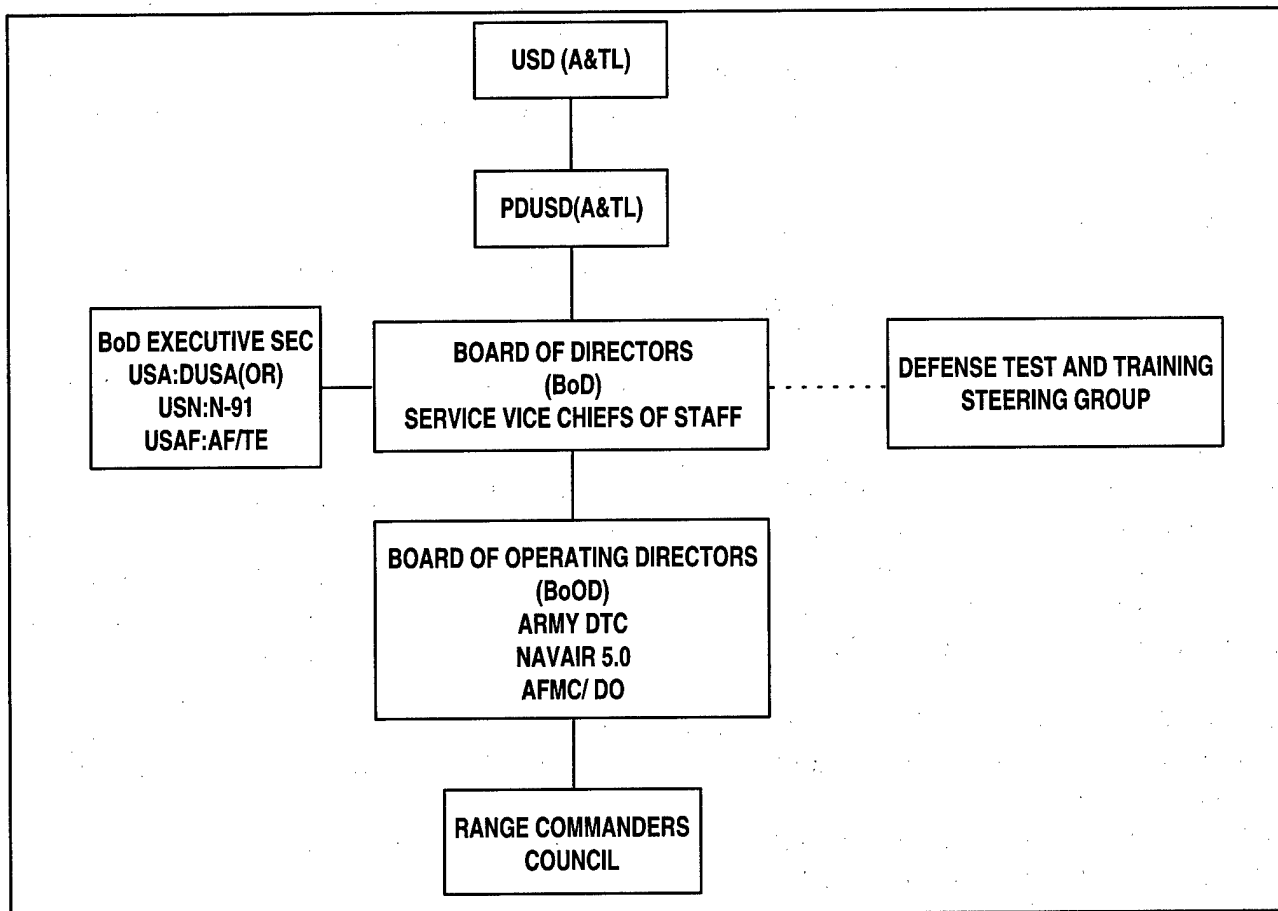 USD (A&TL)
PDUSD(A&TL)
BoD EXECUTIVE SEC
USA:DUSA(OR)
USN:N-91
USAF:AF/TE
BOARD OF DIRECTORS
(BoD)
SERVICE VICE CHIEFS OF STAFF
DEFENSE TEST AND TRAINING
STEERING GROUP
BOARD OF OPERATING DIRECTORS
(BoOD)
ARMY DTC
NAVAIR 5.0
AFMC/ DO
RANGE COMMANDERS
COUNCIL